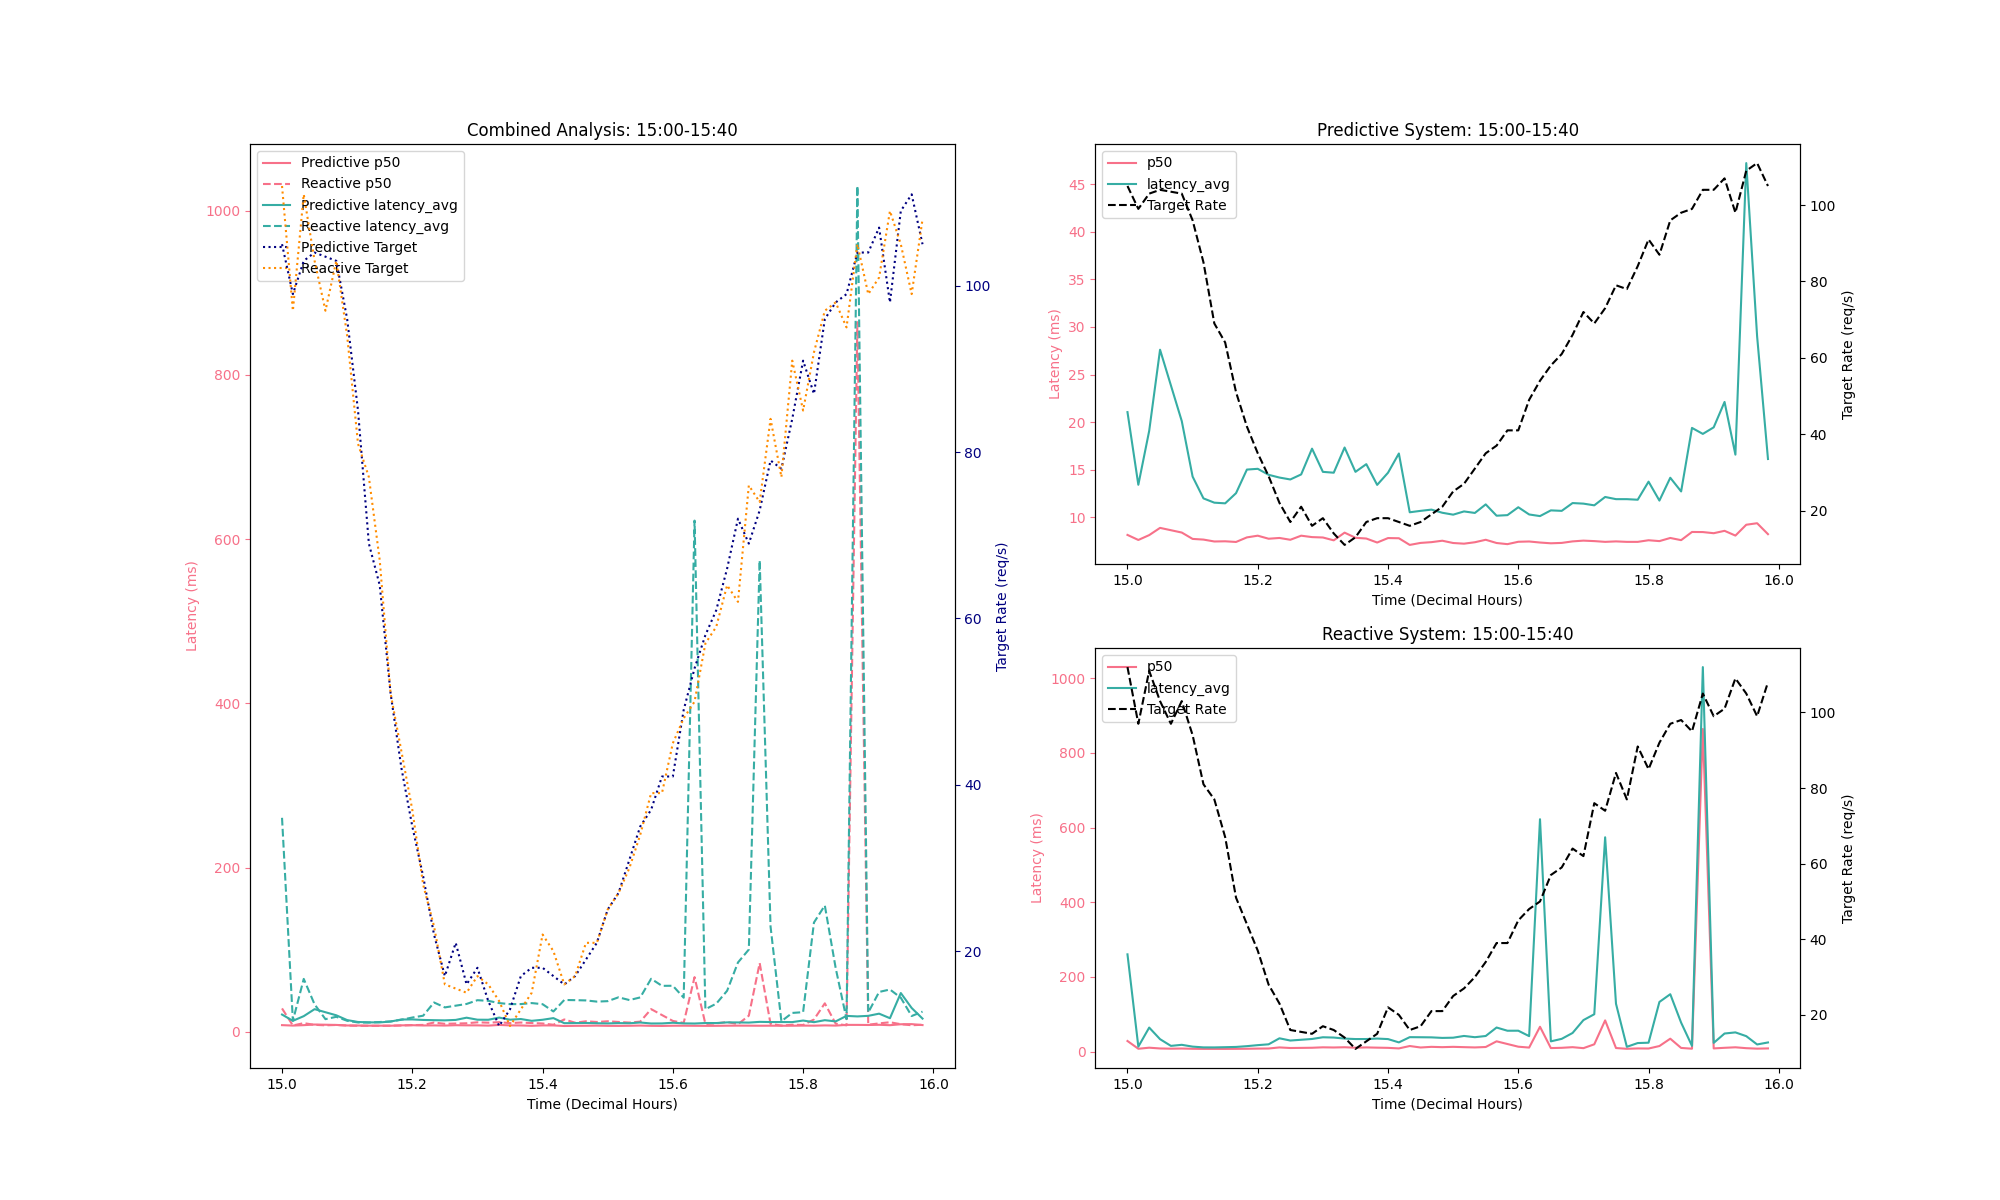 Combined Analysis: 15:00-15:40
Predictive p50
Reactive p50
Predictive latency_avg
Reactive latency_avg
Predictive Target
Reactive Target
1000
800
600
400
200
0
Latency (ms)
100
80
60
40
20
Target Rate (req/s)
15.0 15.2 15.4 15.6 15.8 16.0
Time (Decimal Hours)
Predictive System: 15:00-15:40
p50
latency_avg
Target Rate
45
40
35
30
25
20
15
10
Latency (ms)
100
80
60
40
20
Target Rate (req/s)
15.0 15.2 15.4 15.6 15.8 16.0
Time (Decimal Hours)
Reactive System: 15:00-15:40
p50
latency_avg
Target Rate
1000
800
600
400
200
0
Latency (ms)
100
80
60
40
20
Target Rate (req/s)
15.0 15.2 15.4 15.6 15.8 16.0
Time (Decimal Hours)